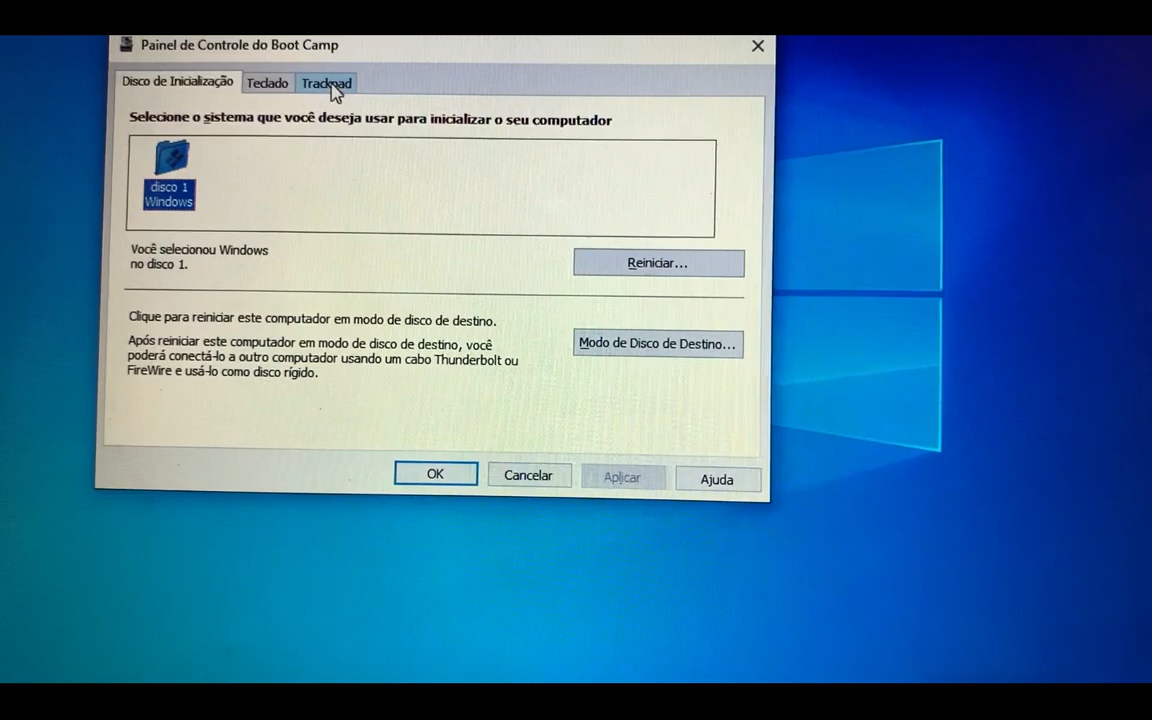 Painel de Controle do Boot Camp
Disco de Inicialização
Teclado
Trackpad
Selecione o sistema que você deseja usar para inicializar o seu computador
disco 1
Windows
Você selecionou Windows
no disco 1.
Reiniciar...
Clique para reiniciar este computador em modo de disco de destino.
Após reiniciar este computador em modo de disco de destino, você
poderá conectá-lo a outro computador usando um cabo Thunderbolt ou
FireWire e usá-lo como disco rígido.
Modo de Disco de Destino...
OK
Cancelar
Aplicar
Ajuda